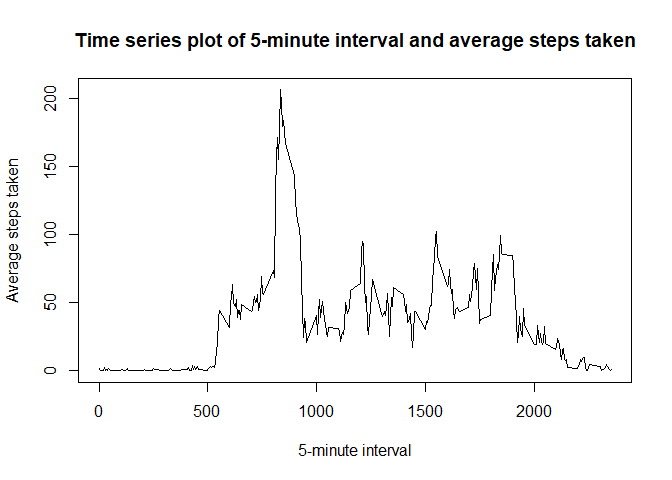 Time series plot of 5-minute interval and average steps taken
Average steps taken
200
150
100
50
0
0 500 1000 1500 2000
5-minute interval